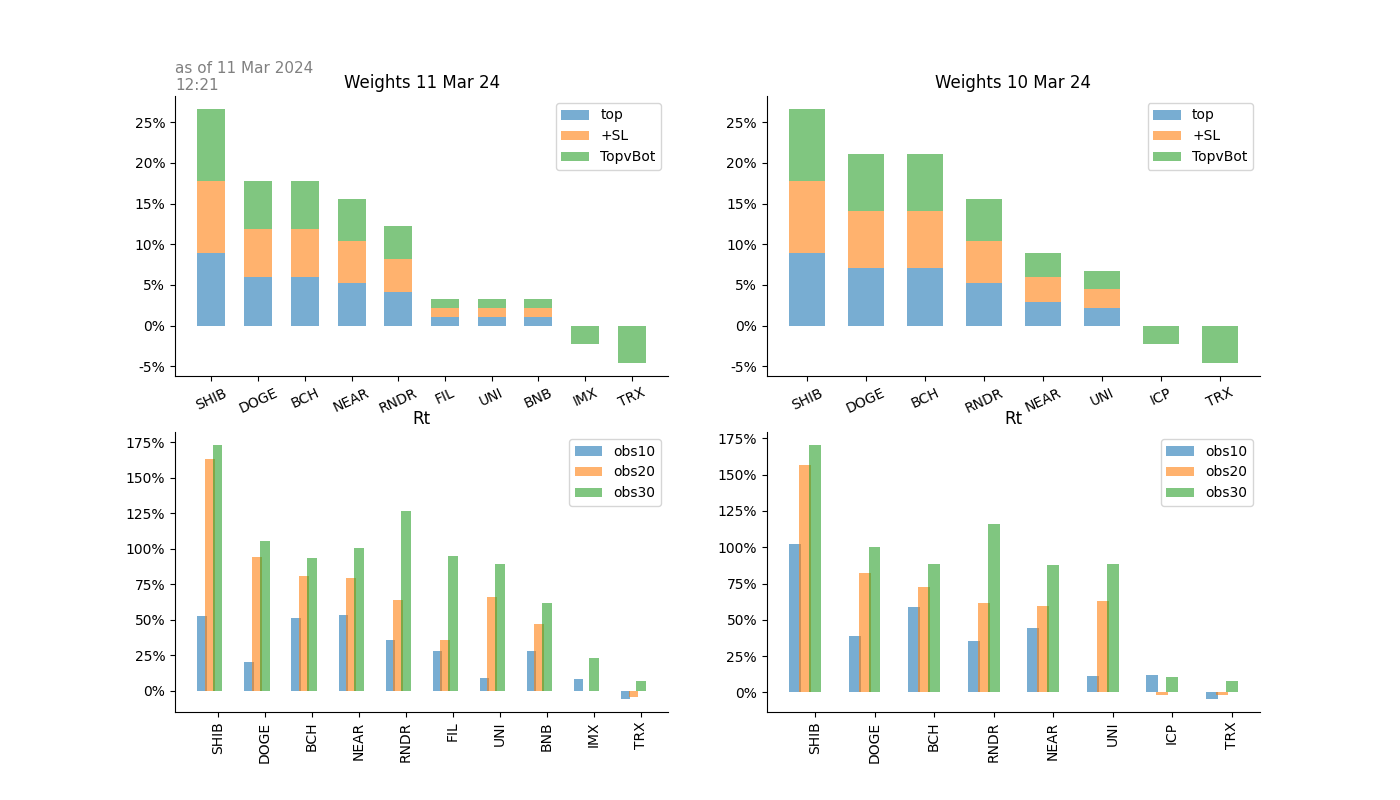 as of 11 Mar 2024
12:21
Weights 11 Mar 24
25%
20%
15%
10%
5%
0%
-5%
top
+SL
TopvBot
SHIB DOGE BCH NEAR RNDR FIL UNI BNB IMX TRX
Weights 10 Mar 24
25%
20%
15%
10%
5%
0%
-5%
top
+SL
TopvBot
SHIB DOGE BCH RNDR NEAR UNI ICP TRX
Rt
175%
150%
125%
100%
75%
50%
25%
0%
obs10
obs20
obs30
SHIB DOGE BCH NEAR RNDR FIL UNI BNB IMX TRX
Rt
175%
150%
125%
100%
75%
50%
25%
0%
obs10
obs20
obs30
SHIB DOGE BCH RNDR NEAR UNI ICP TRX